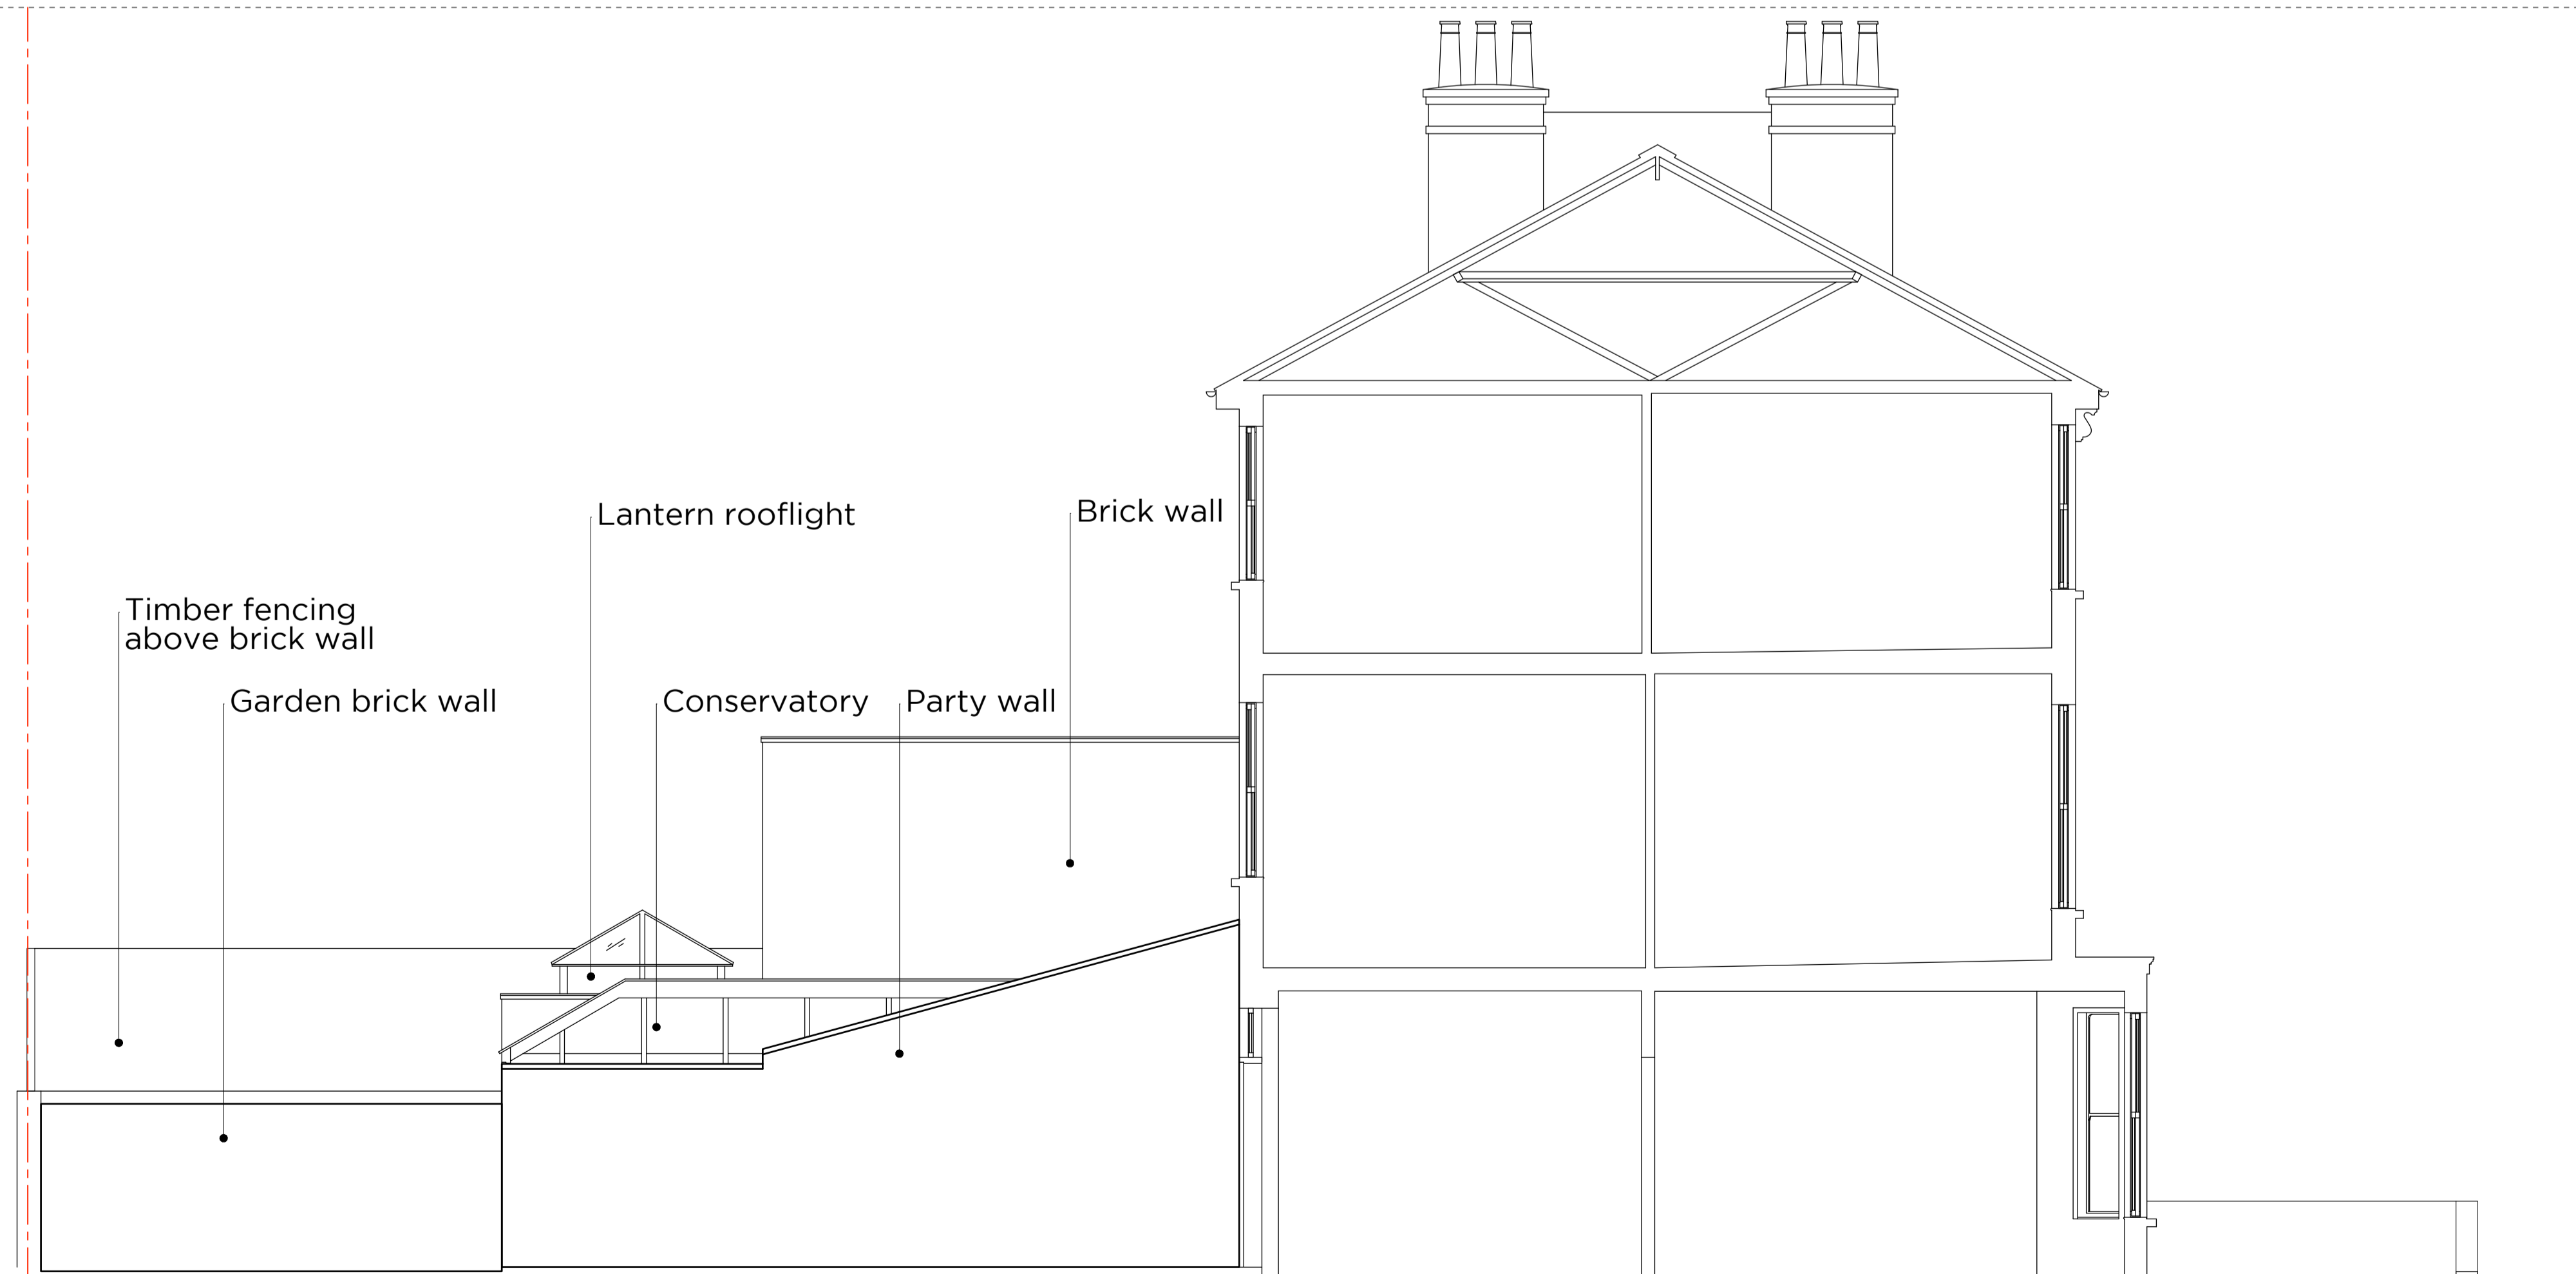 Lantern rooflight
Brick wall
Timber fencing
above brick wall
Garden brick wall
Conservatory
Party wall